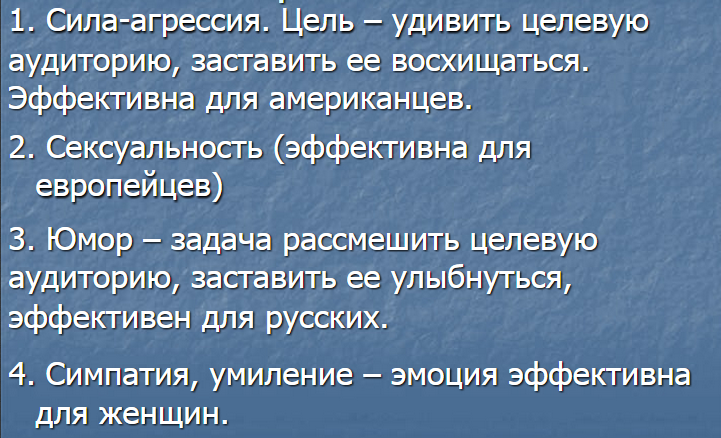 1. Сила-агрессия. Цель – удивить целевую
аудиторию, заставить ее восхищаться.
Эффективна для американцев.
2. Сексуальность (эффективна для
европейцев)
3. Юмор – задача рассмешить целевую
аудиторию, заставить ее улыбнуться,
эффективен для русских.
4. Симпатия, умиление – эмоция эффективна
для женщин.